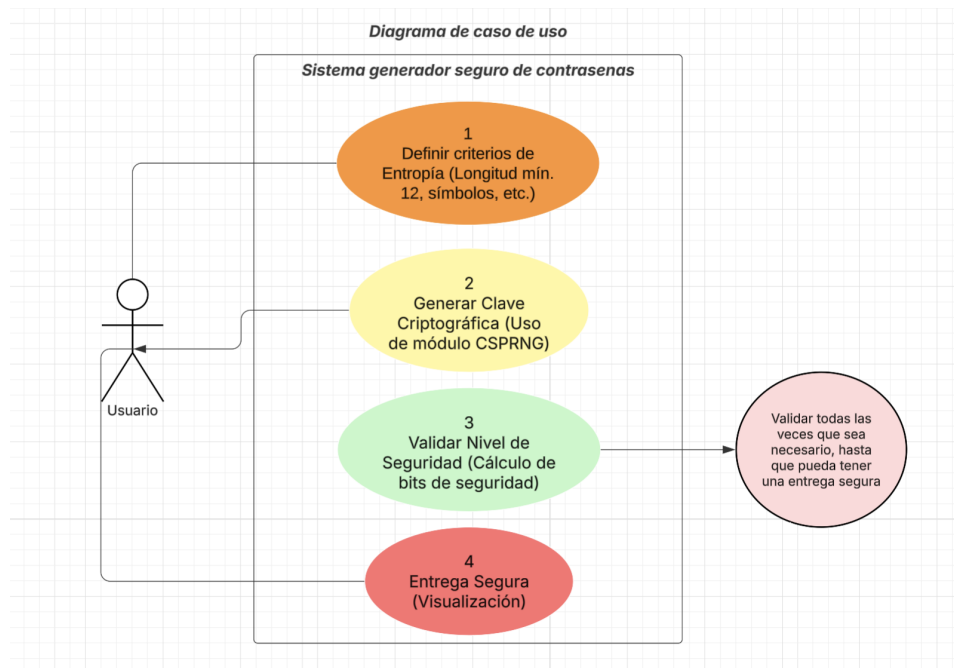 Diagrama de caso de uso
Sistema generador seguro de contrasenas
1
Definir criterios de
Entropía (Longitud mín.
12, símbolos, etc.)
2
Generar Clave
Criptográfica (Uso
de módulo CSPRNG)
Usuario
3
Validar Nivel de
Seguridad (Cálculo de
bits de seguridad)
Validar todas las
veces que sea
necesario, hasta
que pueda tener
una entrega segura
4
Entrega Segura
(Visualización)